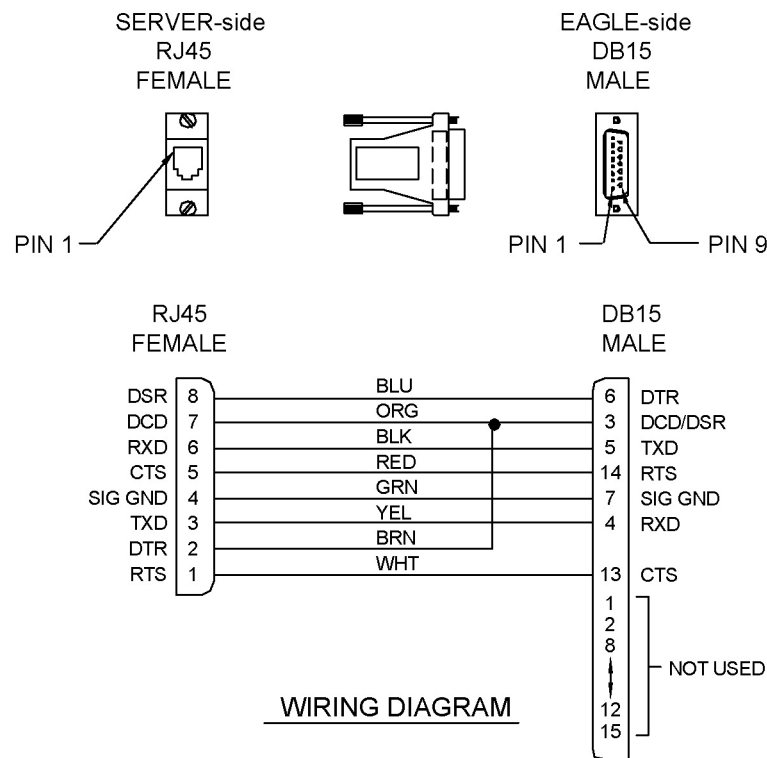 SERVER-side
RJ45
FEMALE
EAGLE-side
DB15
MALE
PIN 1
PIN 1
PIN 9
RJ45
FEMALE
DB15
MALE
DSR 8 BLU 6 DTR
DCD 7 ORG 3 DCD/DSR
RXD 6 BLK 5 TXD
CTS 5 RED 14 RTS
SIG GND 4 GRN 7 SIG GND
TXD 3 YEL 4 RXD
DTR 2 BRN
RTS 1 WHT 13 CTS
1
2
8
NOT USED
12
15
WIRING DIAGRAM